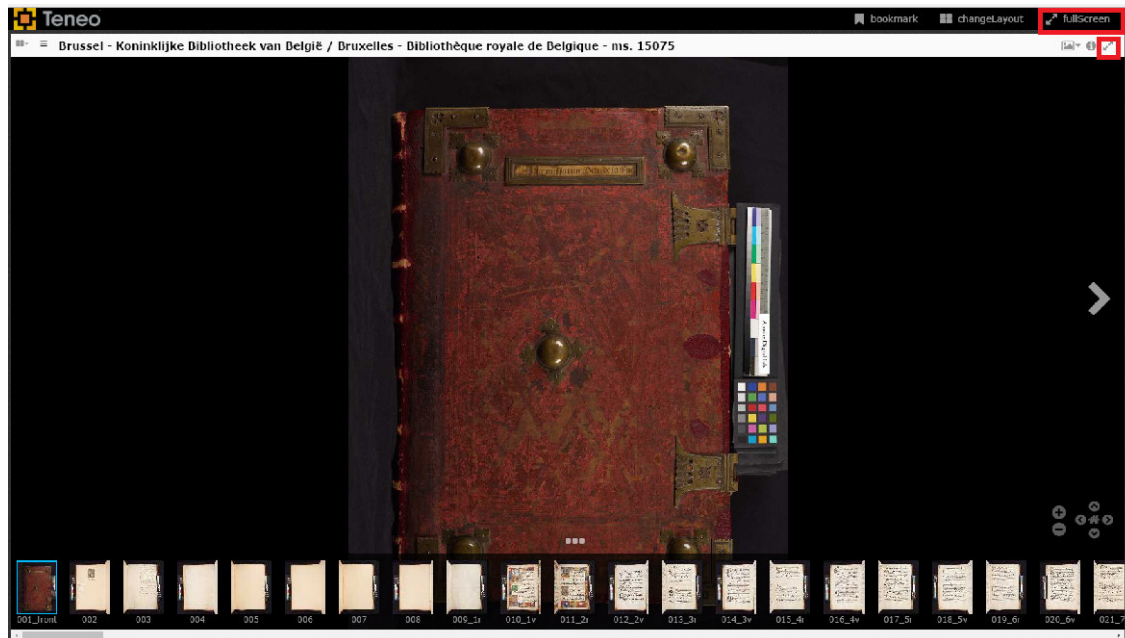 Teneo
bookmark
changeLayout
fullScreen
Brussel - Koninklijke Bibliotheek van België / Bruxelles - Bibliothèque royale de Belgique - ms. 15075
001_front
002
003
004
005
006
007
008
009_1r
010_1v
011_2r
012_2v
013_3r
014_3v
015_4r
016_4v
017_5r
018_5v
019_6r
020_6v
021_7